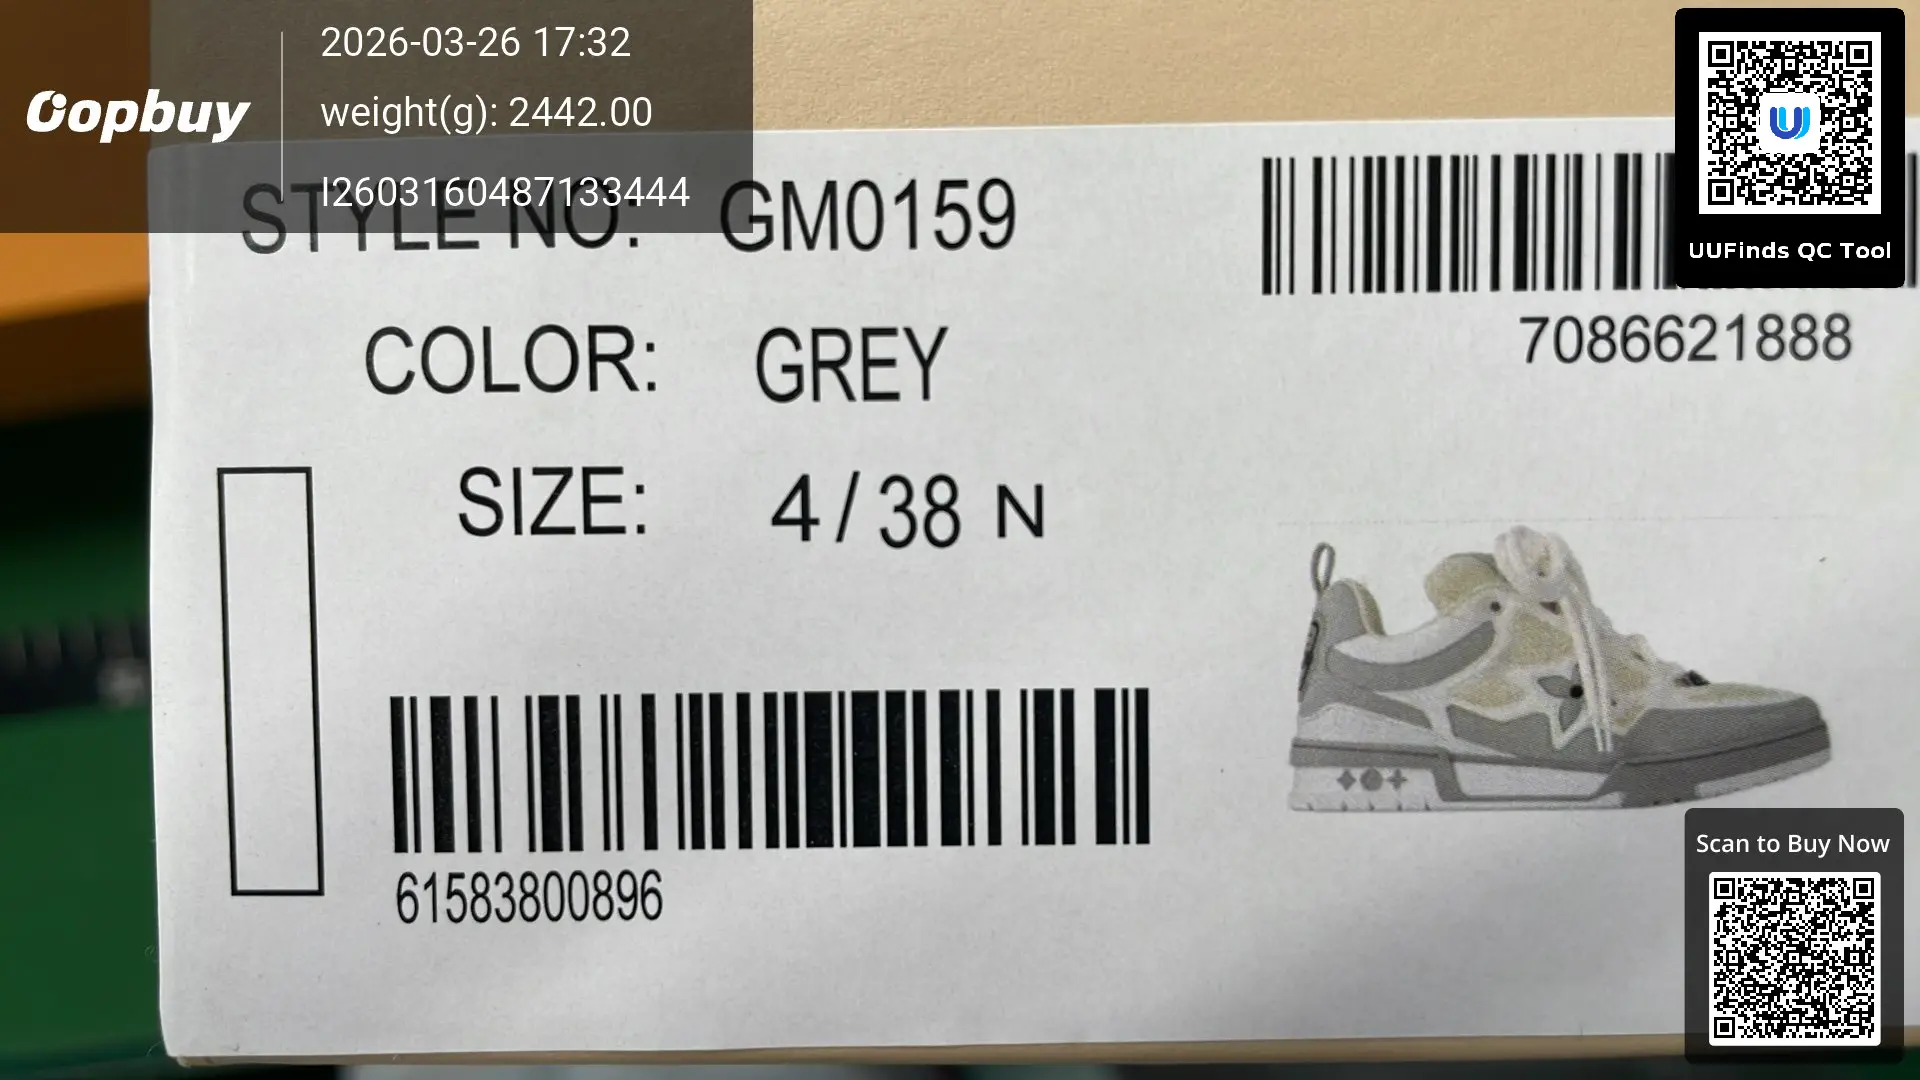 Oopbuy
2026-03-26 17:32
weight(g): 2442.00
I2603160487133444
STYLE NO: GM0159
COLOR: GREY
SIZE: 4/38 N
61583800896
7086621888
UUFinds QC Tool
Scan to Buy Now